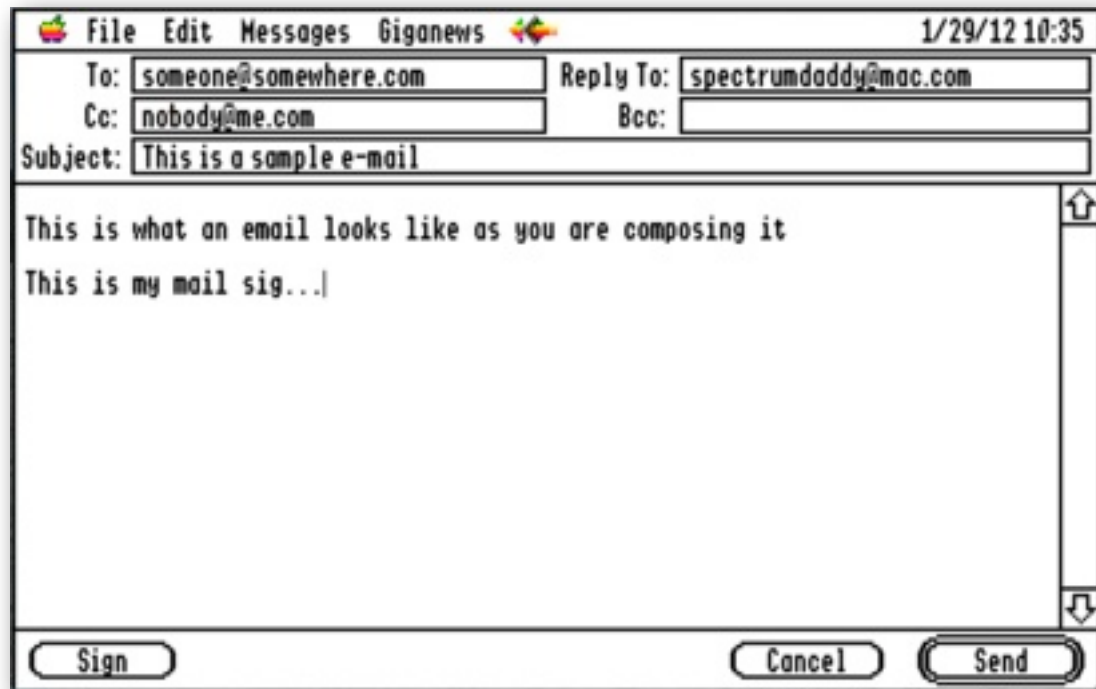 File Edit Messages Giganews 1/29/12 10:35
To: someone@somewhere.com Reply To: spectrumdaddy@mac.com
Cc: nobody@me.com Bcc:
Subject: This is a sample e-mail
This is what an email looks like as you are composing it
This is my mail sig...
Sign Cancel Send